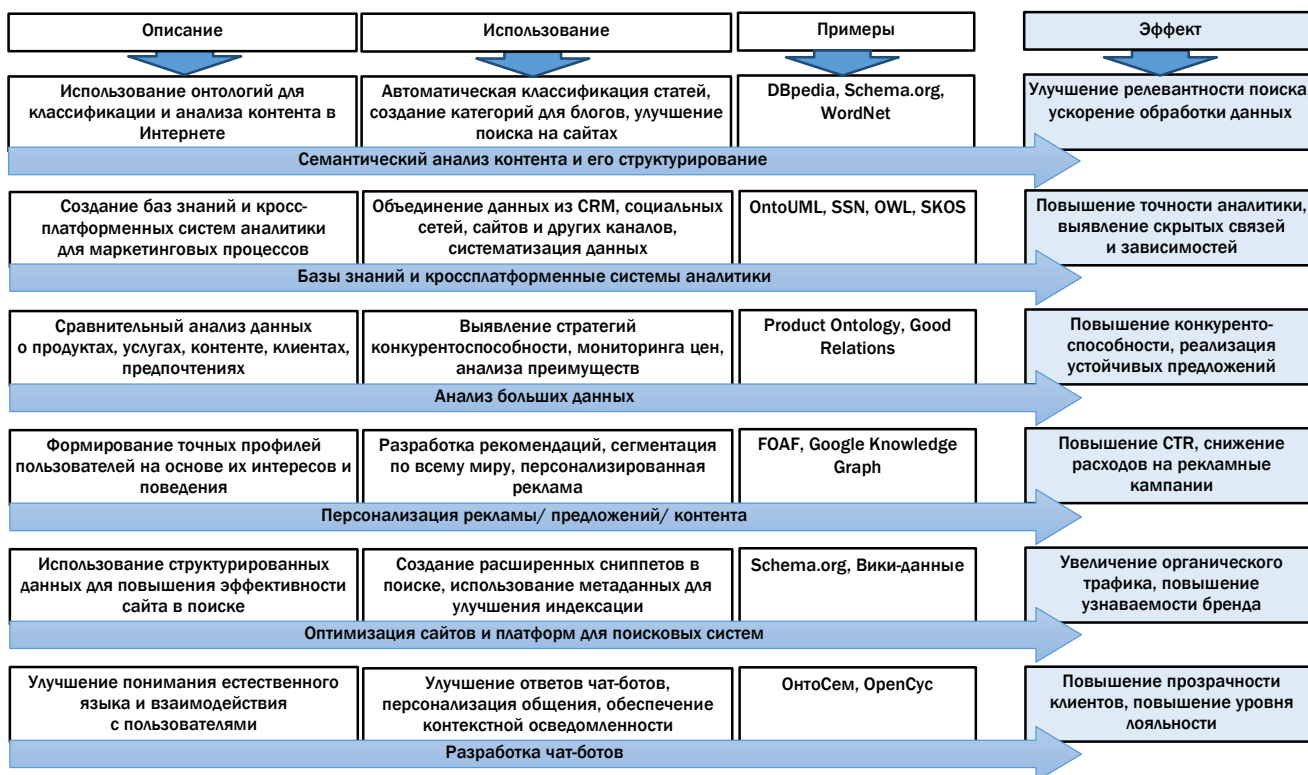 Описание
Использование
Примеры
Эффект
Использование онтологий для
классификации и анализа контента в
Интернете
Автоматическая классификация статей,
создание категорий для блогов, улучшение
поиска на сайтах
DBpedia, Schema.org,
WordNet
Улучшение релевантности поиска,
ускорение обработки данных
Семантический анализ контента и его структурирование
Создание баз знаний и кросс-
платформенных систем аналитики
для маркетинговых процессов
Объединение данных из CRM, социальных
сетей, сайтов и других каналов,
систематизация данных
OntoUML, SSN, OWL, SKOS
Повышение точности аналитики,
выявление скрытых связей
и зависимостей
Базы знаний и кроссплатформенные системы аналитики
Сравнительный анализ данных
о продуктах, услугах, контенте, клиентах,
предпочтениях
Выявление стратегий
конкурентоспособности, мониторинга цен,
анализа преимуществ
Product Ontology, Good
Relations
Повышение конкуренто-
способности, реализация
устойчивых предложений
Анализ больших данных
Формирование точных профилей
пользователей на основе их интересов и
поведения
Разработка рекомендаций, сегментация
по всему миру, персонализированная
реклама
FOAF, Google Knowledge
Graph
Повышение CTR, снижение
расходов на рекламные
кампании
Персонализация рекламы/ предложений/ контента
Использование структурированных
данных для повышения эффективности
сайта в поиске
Создание расширенных сниппетов в
поиске, использование метаданных для
улучшения индексации
Schema.org, Вики-данные
Увеличение органического
трафика, повышение
узнаваемости бренда
Оптимизация сайтов и платформ для поисковых систем
Улучшение понимания естественного
языка и взаимодействия
с пользователями
Улучшение ответов чат-ботов,
персонализация общения, обеспечение
контекстной осведомленности
ОнтоСем, OpenCyc
Повышение прозрачности
клиентов, повышение уровня
лояльности
Разработка чат-ботов